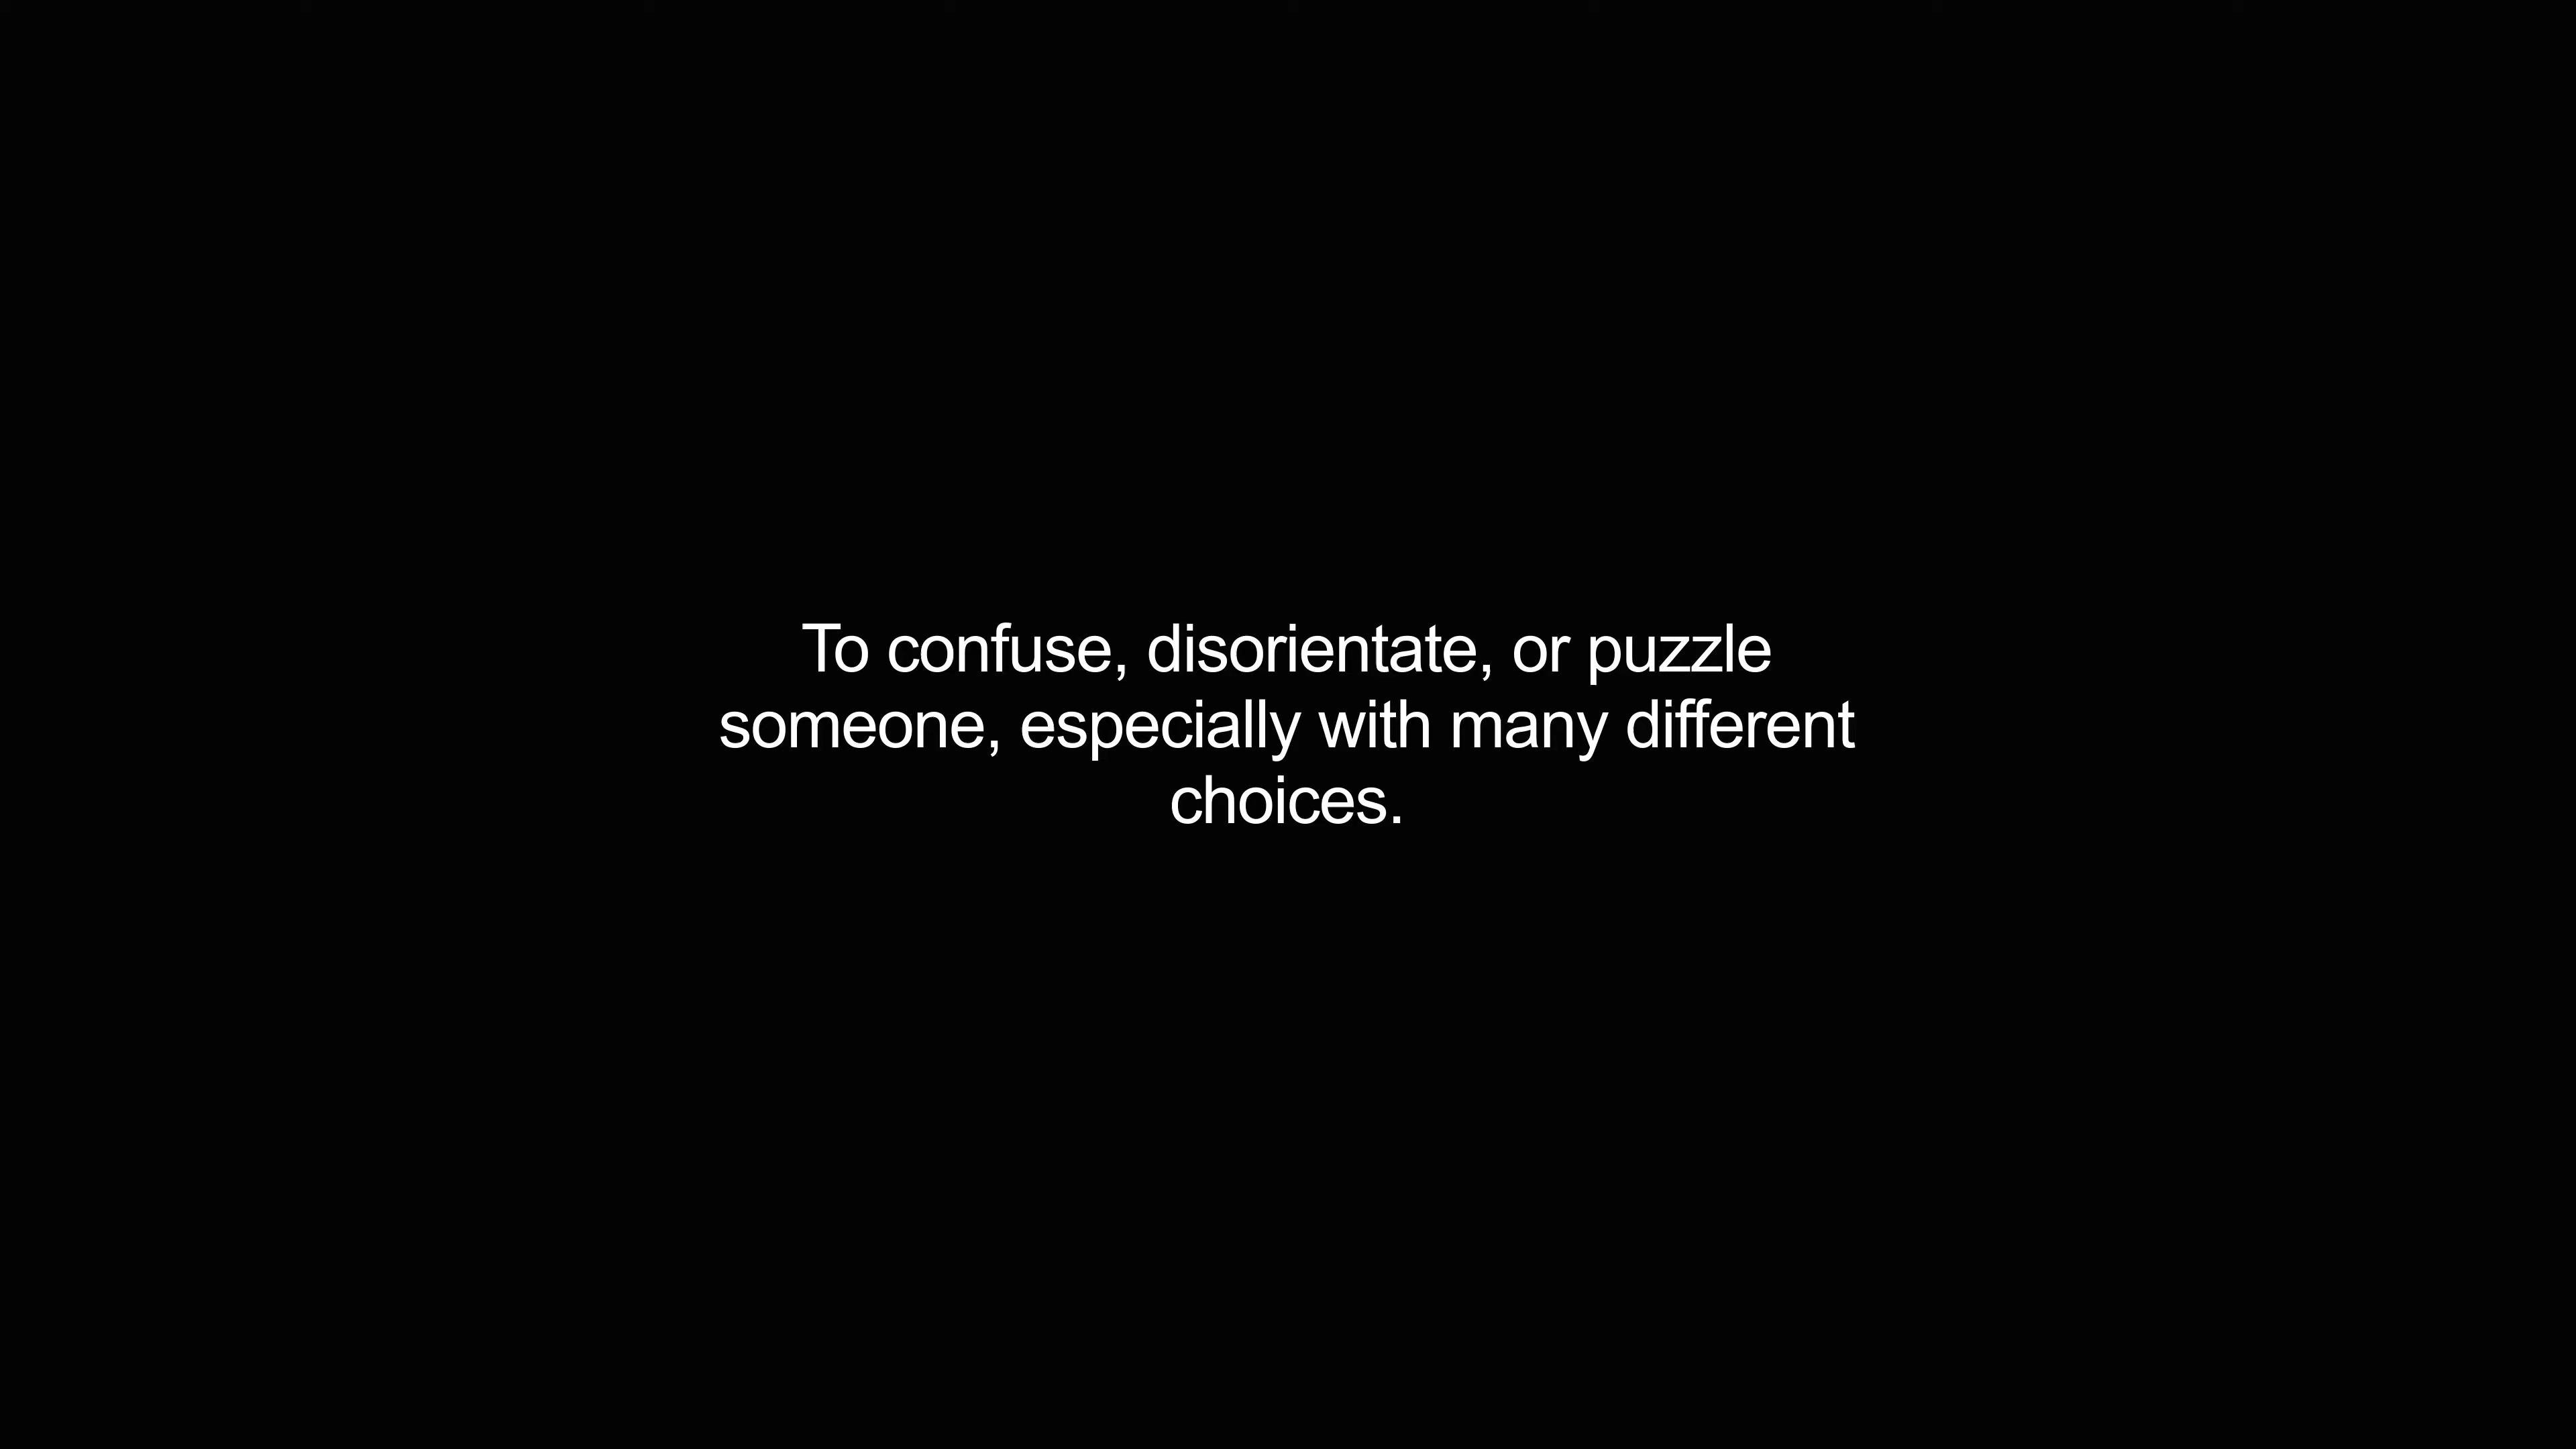 To confuse, disorientate, or puzzle
someone, especially with many different
choices.